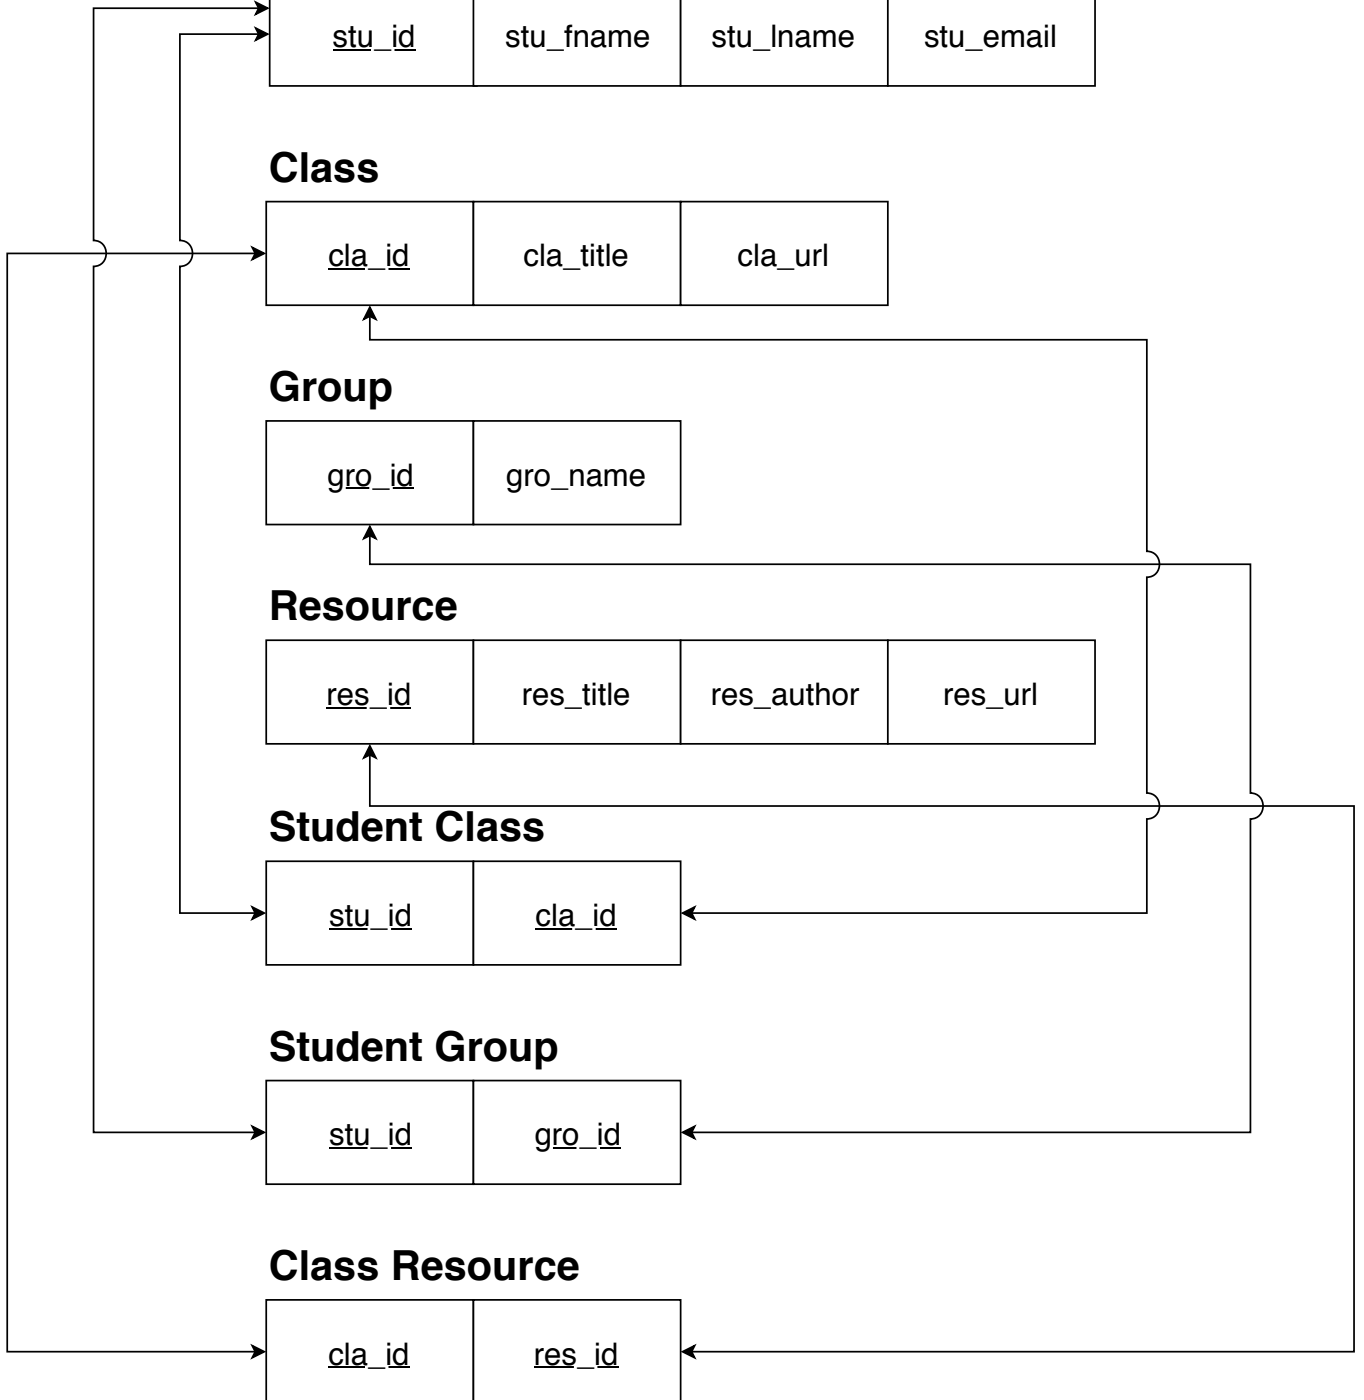 stu_id stu_fname stu_lname stu_email
Class
cla_id cla_title cla_url
Group
gro_id gro_name
Resource
res_id res_title res_author res_url
Student Class
stu_id cla_id
Student Group
stu_id gro_id
Class Resource
cla_id res_id